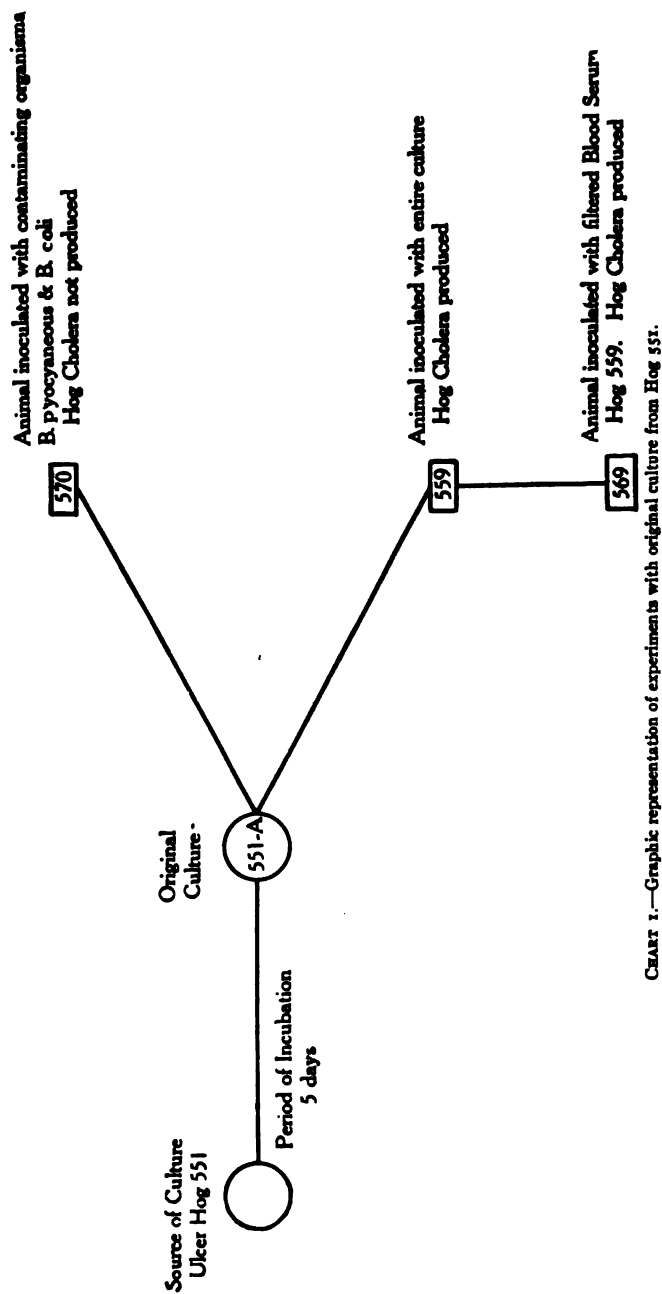 Source of Culture
Ulcer Hog 551
Period of Incubation
5 days
Original
Culture -
551-A
570
Animal inoculated with contaminating organisms
B. pyocyaneous & B. coli
Hog Cholera not produced
559
Animal inoculated with entire culture
Hog Cholera produced
569
Animal inoculated with filtered Blood Serum
Hog 559. Hog Cholera produced
CHART 1.—Graphic representation of experiments with original culture from Hog 551.